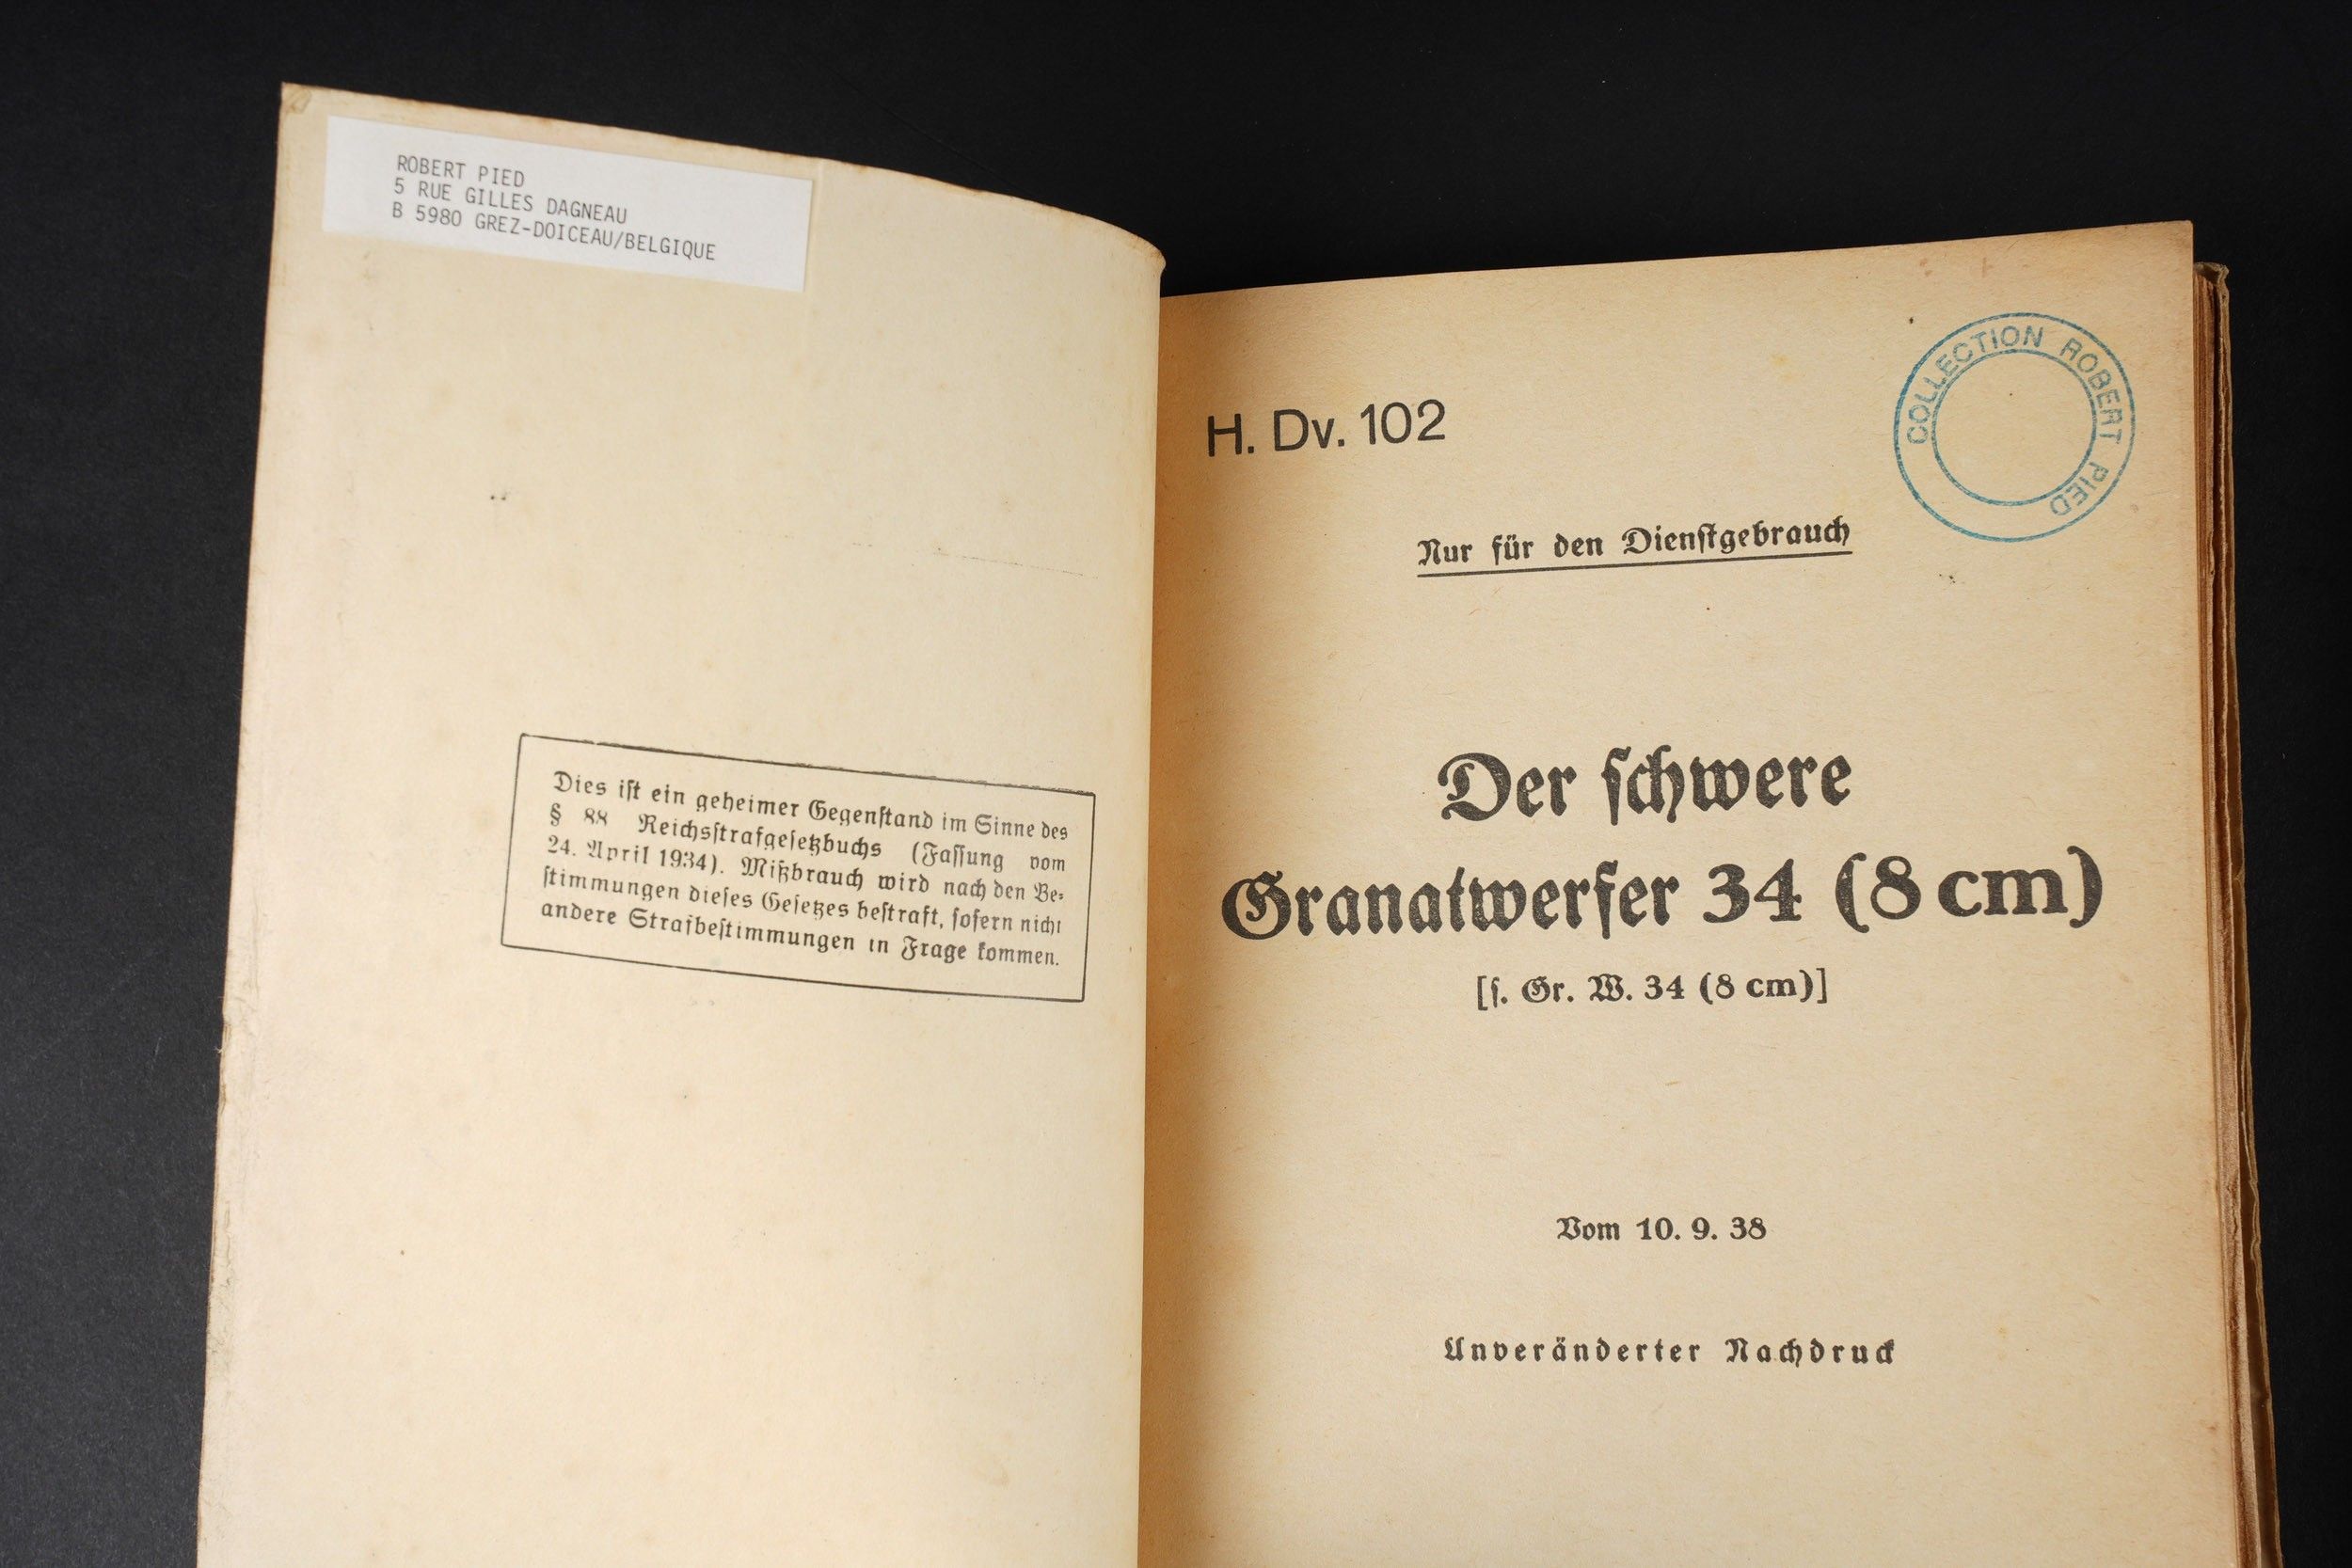 ROBERT PIED
5 RUE GILLES DAGNEAU
B 5980 GREZ-DOICEAU/BELGIQUE
Dies ist ein geheimer Gegenstand im Sinne des
§ 88 Reichsstrafgesetzbuchs (Fassung vom
24. April 1934). Mißbrauch wird nach den Be-
stimmungen dieses Gesetzes bestraft, sofern nicht
andere Strafbestimmungen in Frage kommen.
COLLECTION ROBERT PIED
H. Dv. 102
Nur für den Dienstgebrauch
Der schwere
Granatwerfer 34 (8 cm)
[s. Gr. W. 34 (8 cm)]
Vom 10. 9. 38
Unveränderter Nachdruck